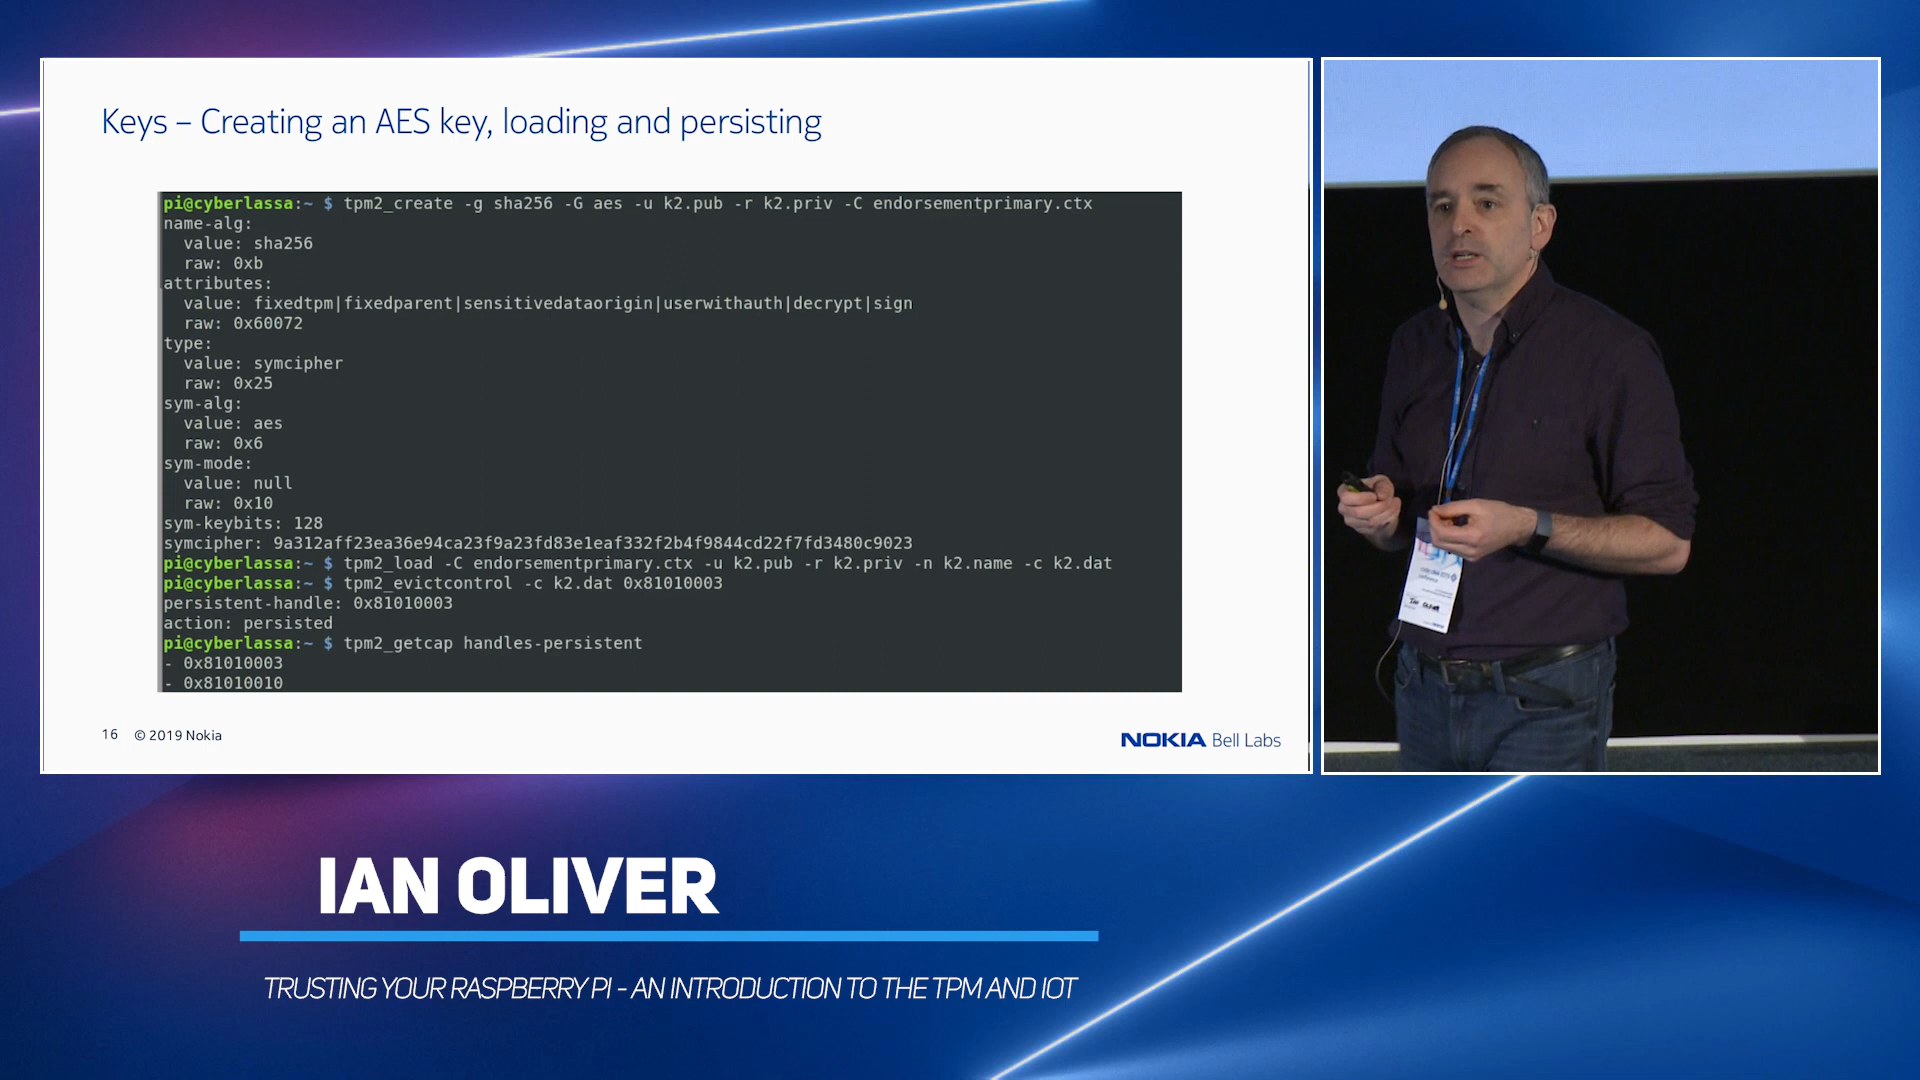 Keys – Creating an AES key, loading and persisting
pi@cyberlassa:~ $ tpm2_create -g sha256 -G aes -u k2.pub -r k2.priv -C endorsementprimary.ctx
name-alg:
  value: sha256
  raw: 0xb
attributes:
  value: fixedtpm|fixedparent|sensitivedataorigin|userwithauth|decrypt|sign
  raw: 0x60072
type:
  value: symcipher
  raw: 0x25
sym-alg:
  value: aes
  raw: 0x6
sym-mode:
  value: null
  raw: 0x10
sym-keybits: 128
symcipher: 9a312aff23ea36e94ca23f9a23fd83e1eaf332f2b4f9844cd22f7fd3480c9023
pi@cyberlassa:~ $ tpm2_load -C endorsementprimary.ctx -u k2.pub -r k2.priv -n k2.name -c k2.dat
pi@cyberlassa:~ $ tpm2_evictcontrol -c k2.dat 0x81010003
persistent-handle: 0x81010003
action: persisted
pi@cyberlassa:~ $ tpm2_getcap handles-persistent
- 0x81010003
- 0x81010010
16 © 2019 Nokia
NOKIA Bell Labs
IAN OLIVER
TRUSTING YOUR RASPBERRY PI - AN INTRODUCTION TO THE TPM AND IOT